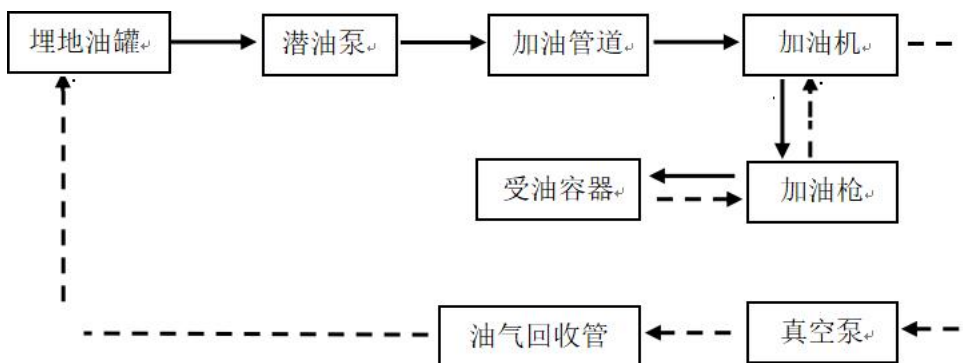 埋地油罐
潜油泵
加油管道
加油机
受油容器
加油枪
油气回收管
真空泵